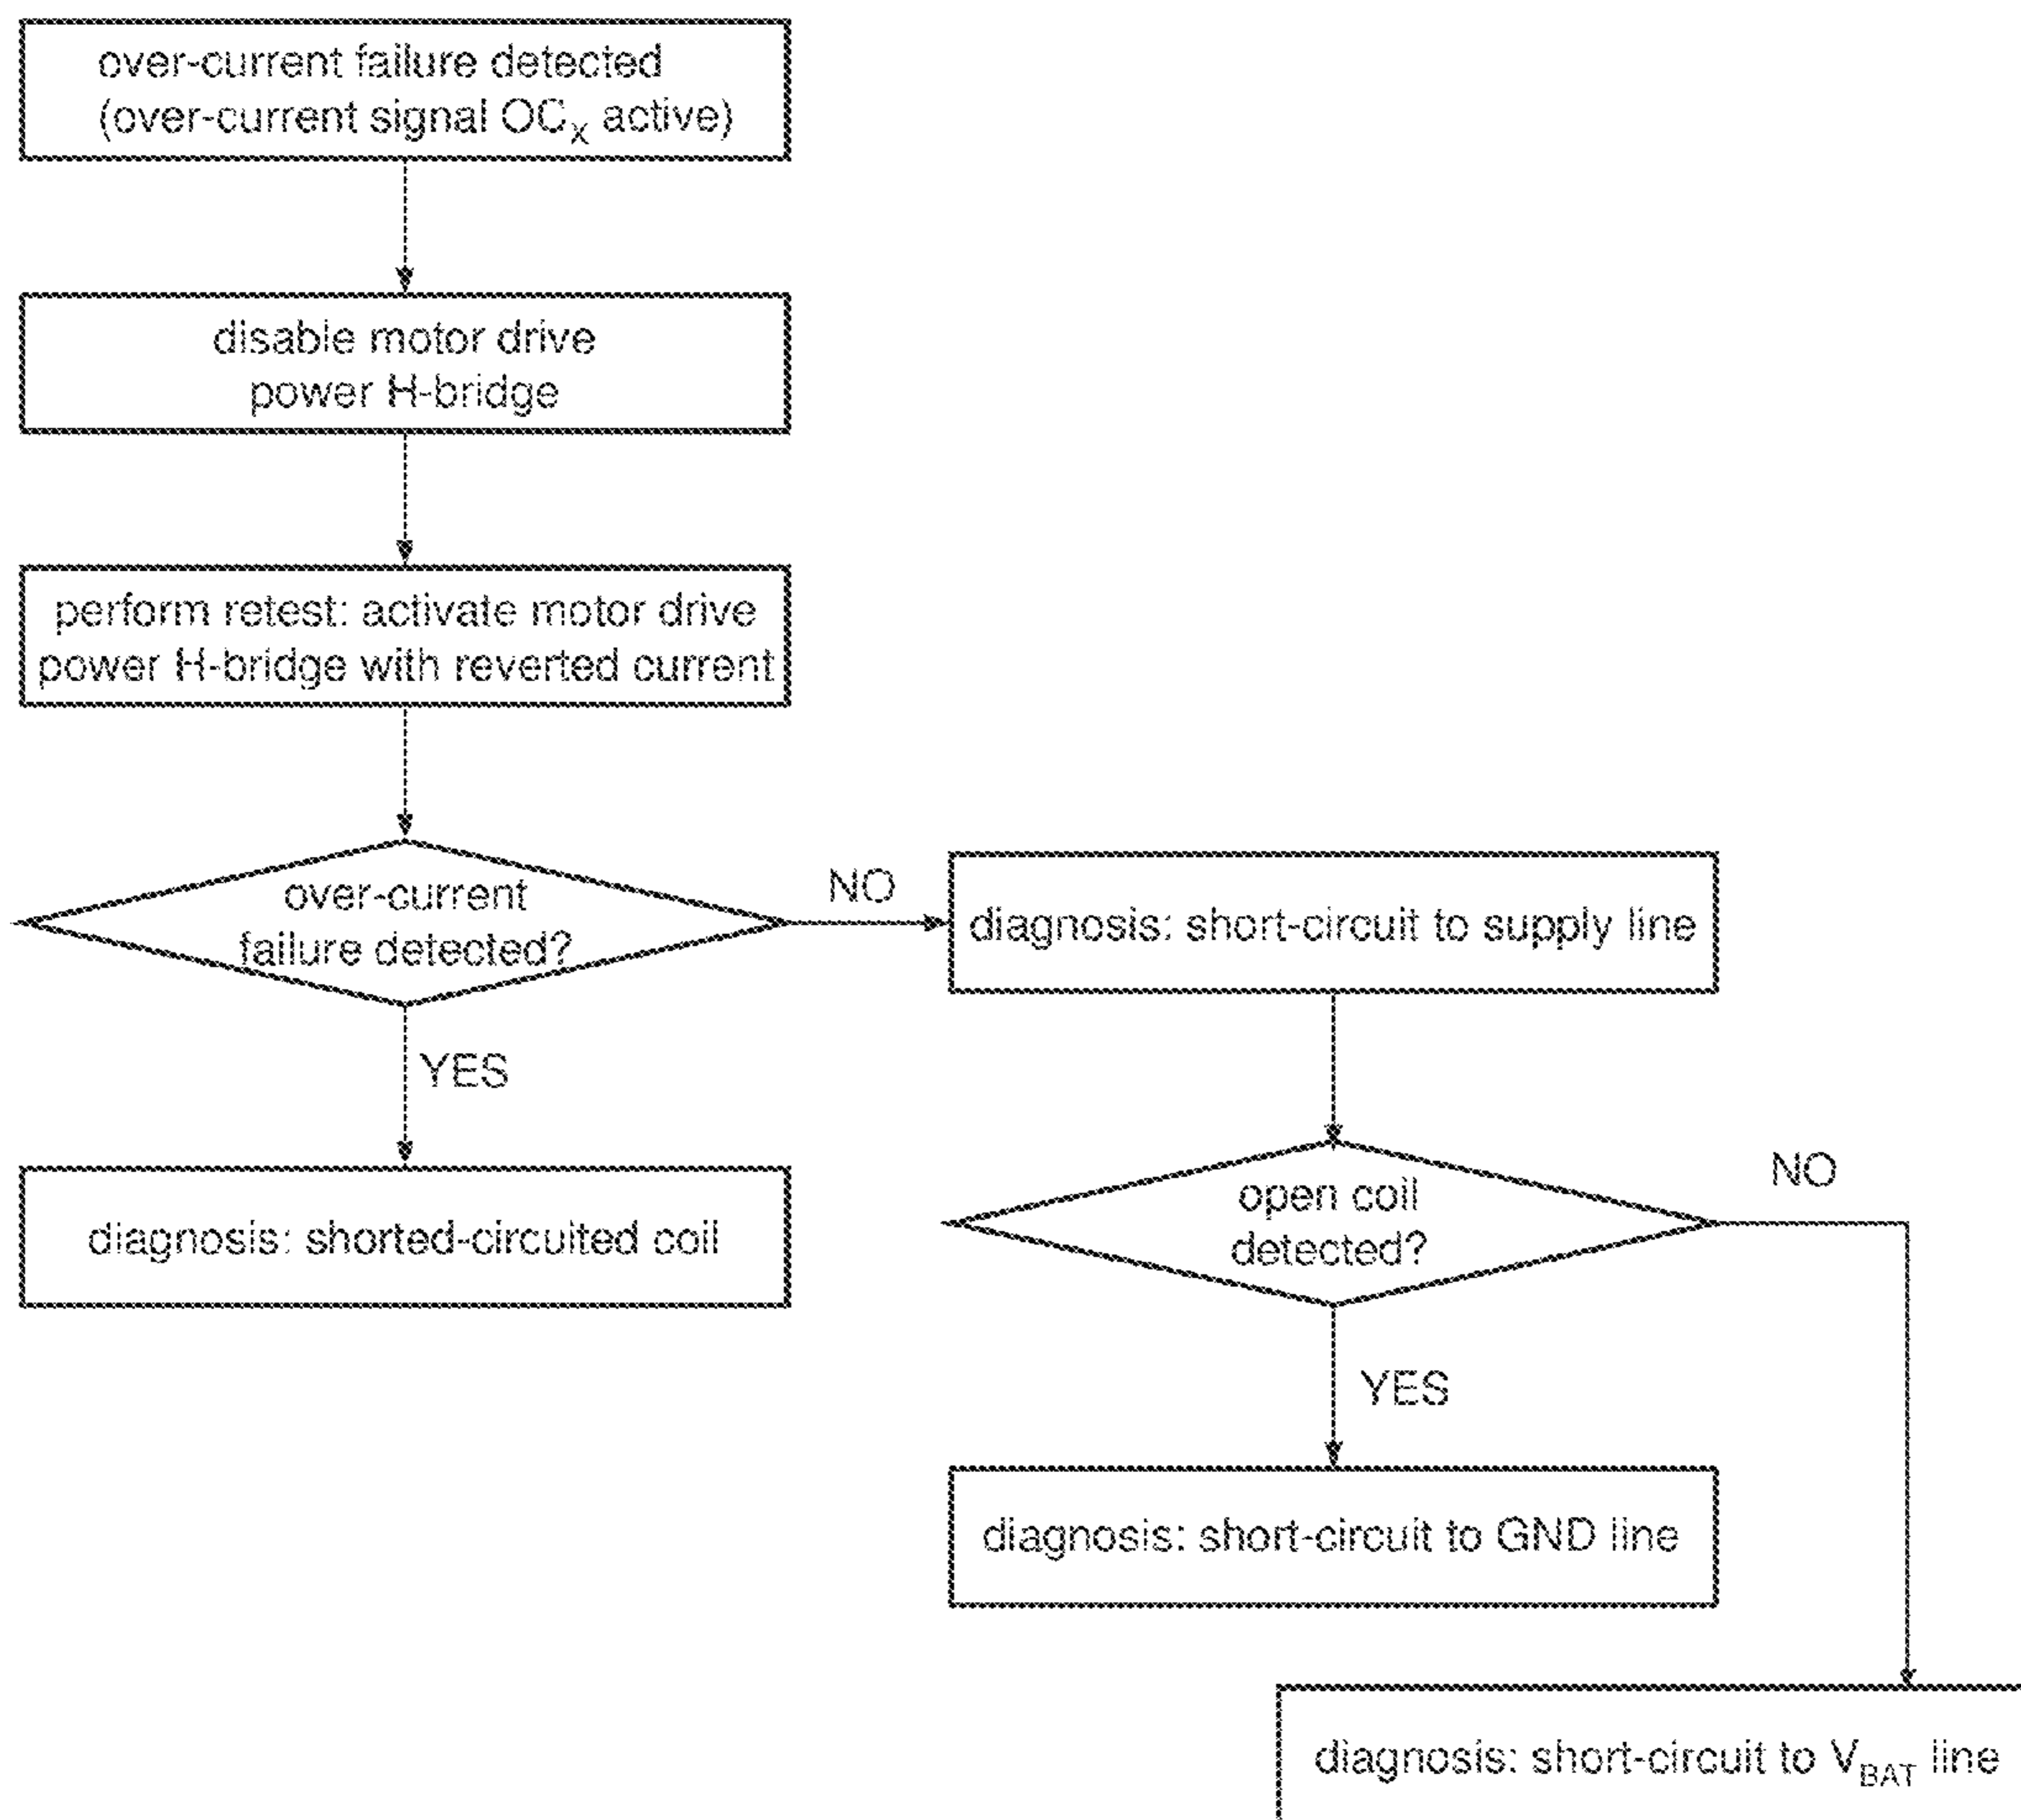 over-current failure detected
(over-current signal OCX active)
disable motor drive
power H-bridge
perform retest: activate motor drive
power H-bridge with reverted current
over-current
failure detected?
NO
diagnosis: short-circuit to supply line
YES
diagnosis: shorted-circuited coil
open coil
detected?
NO
YES
diagnosis: short-circuit to GND line
diagnosis: short-circuit to VBAT line